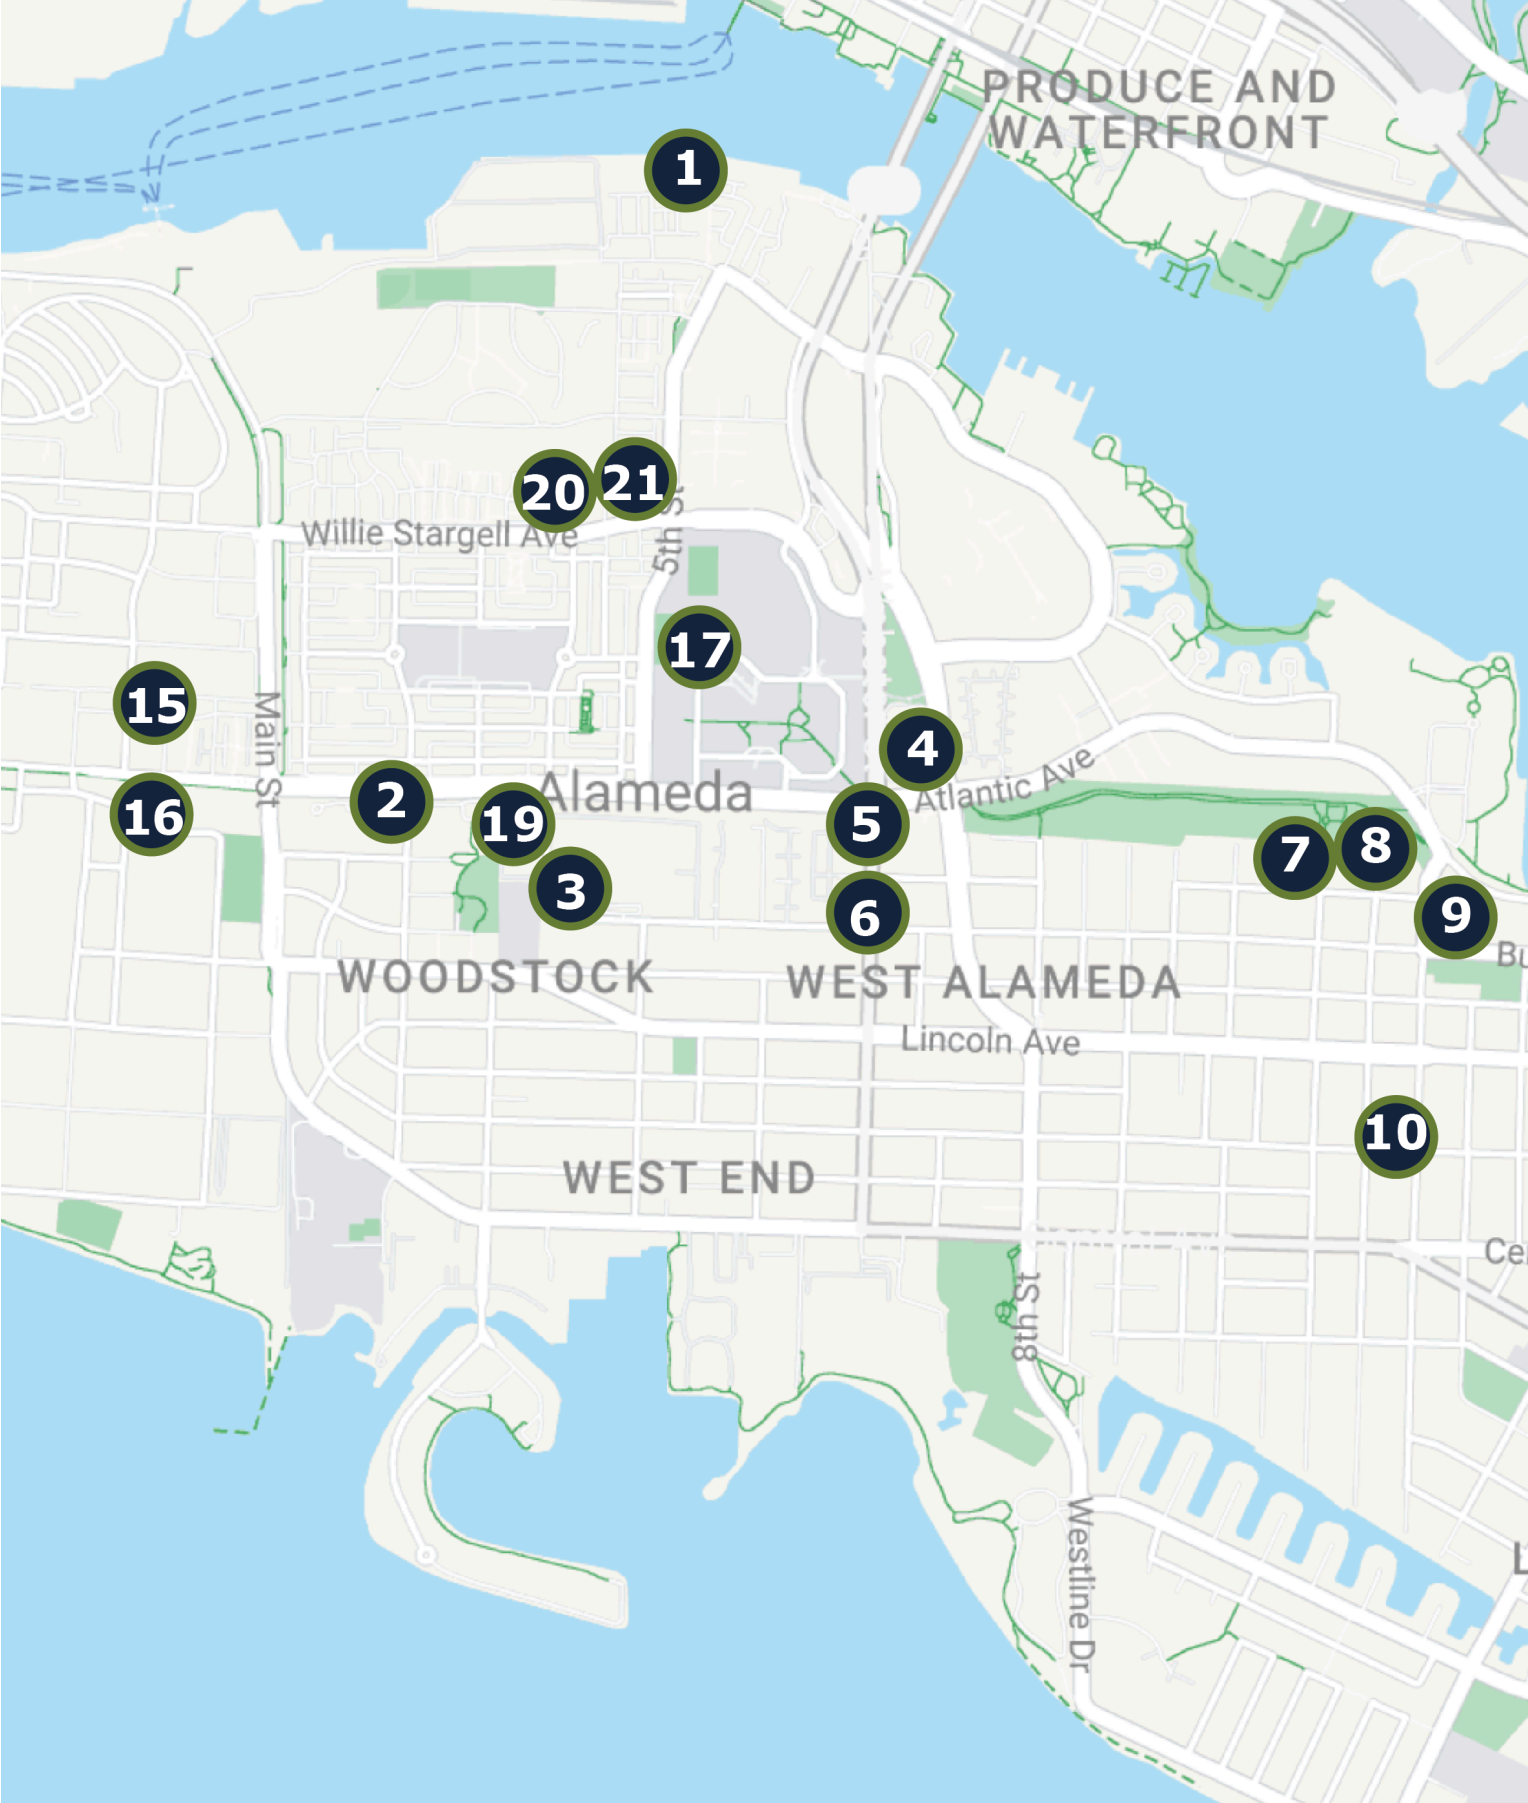 PRODUCE AND
WATERFRONT
1
20
21
Willie Stargell Ave
5th St
17
15
Main St
4
Atlantic Ave
16
2
Alameda
19
5
3
7
8
6
9
Bu
WOODSTOCK
WEST ALAMEDA
Lincoln Ave
10
WEST END
Ce
8th St
Westline Dr
L